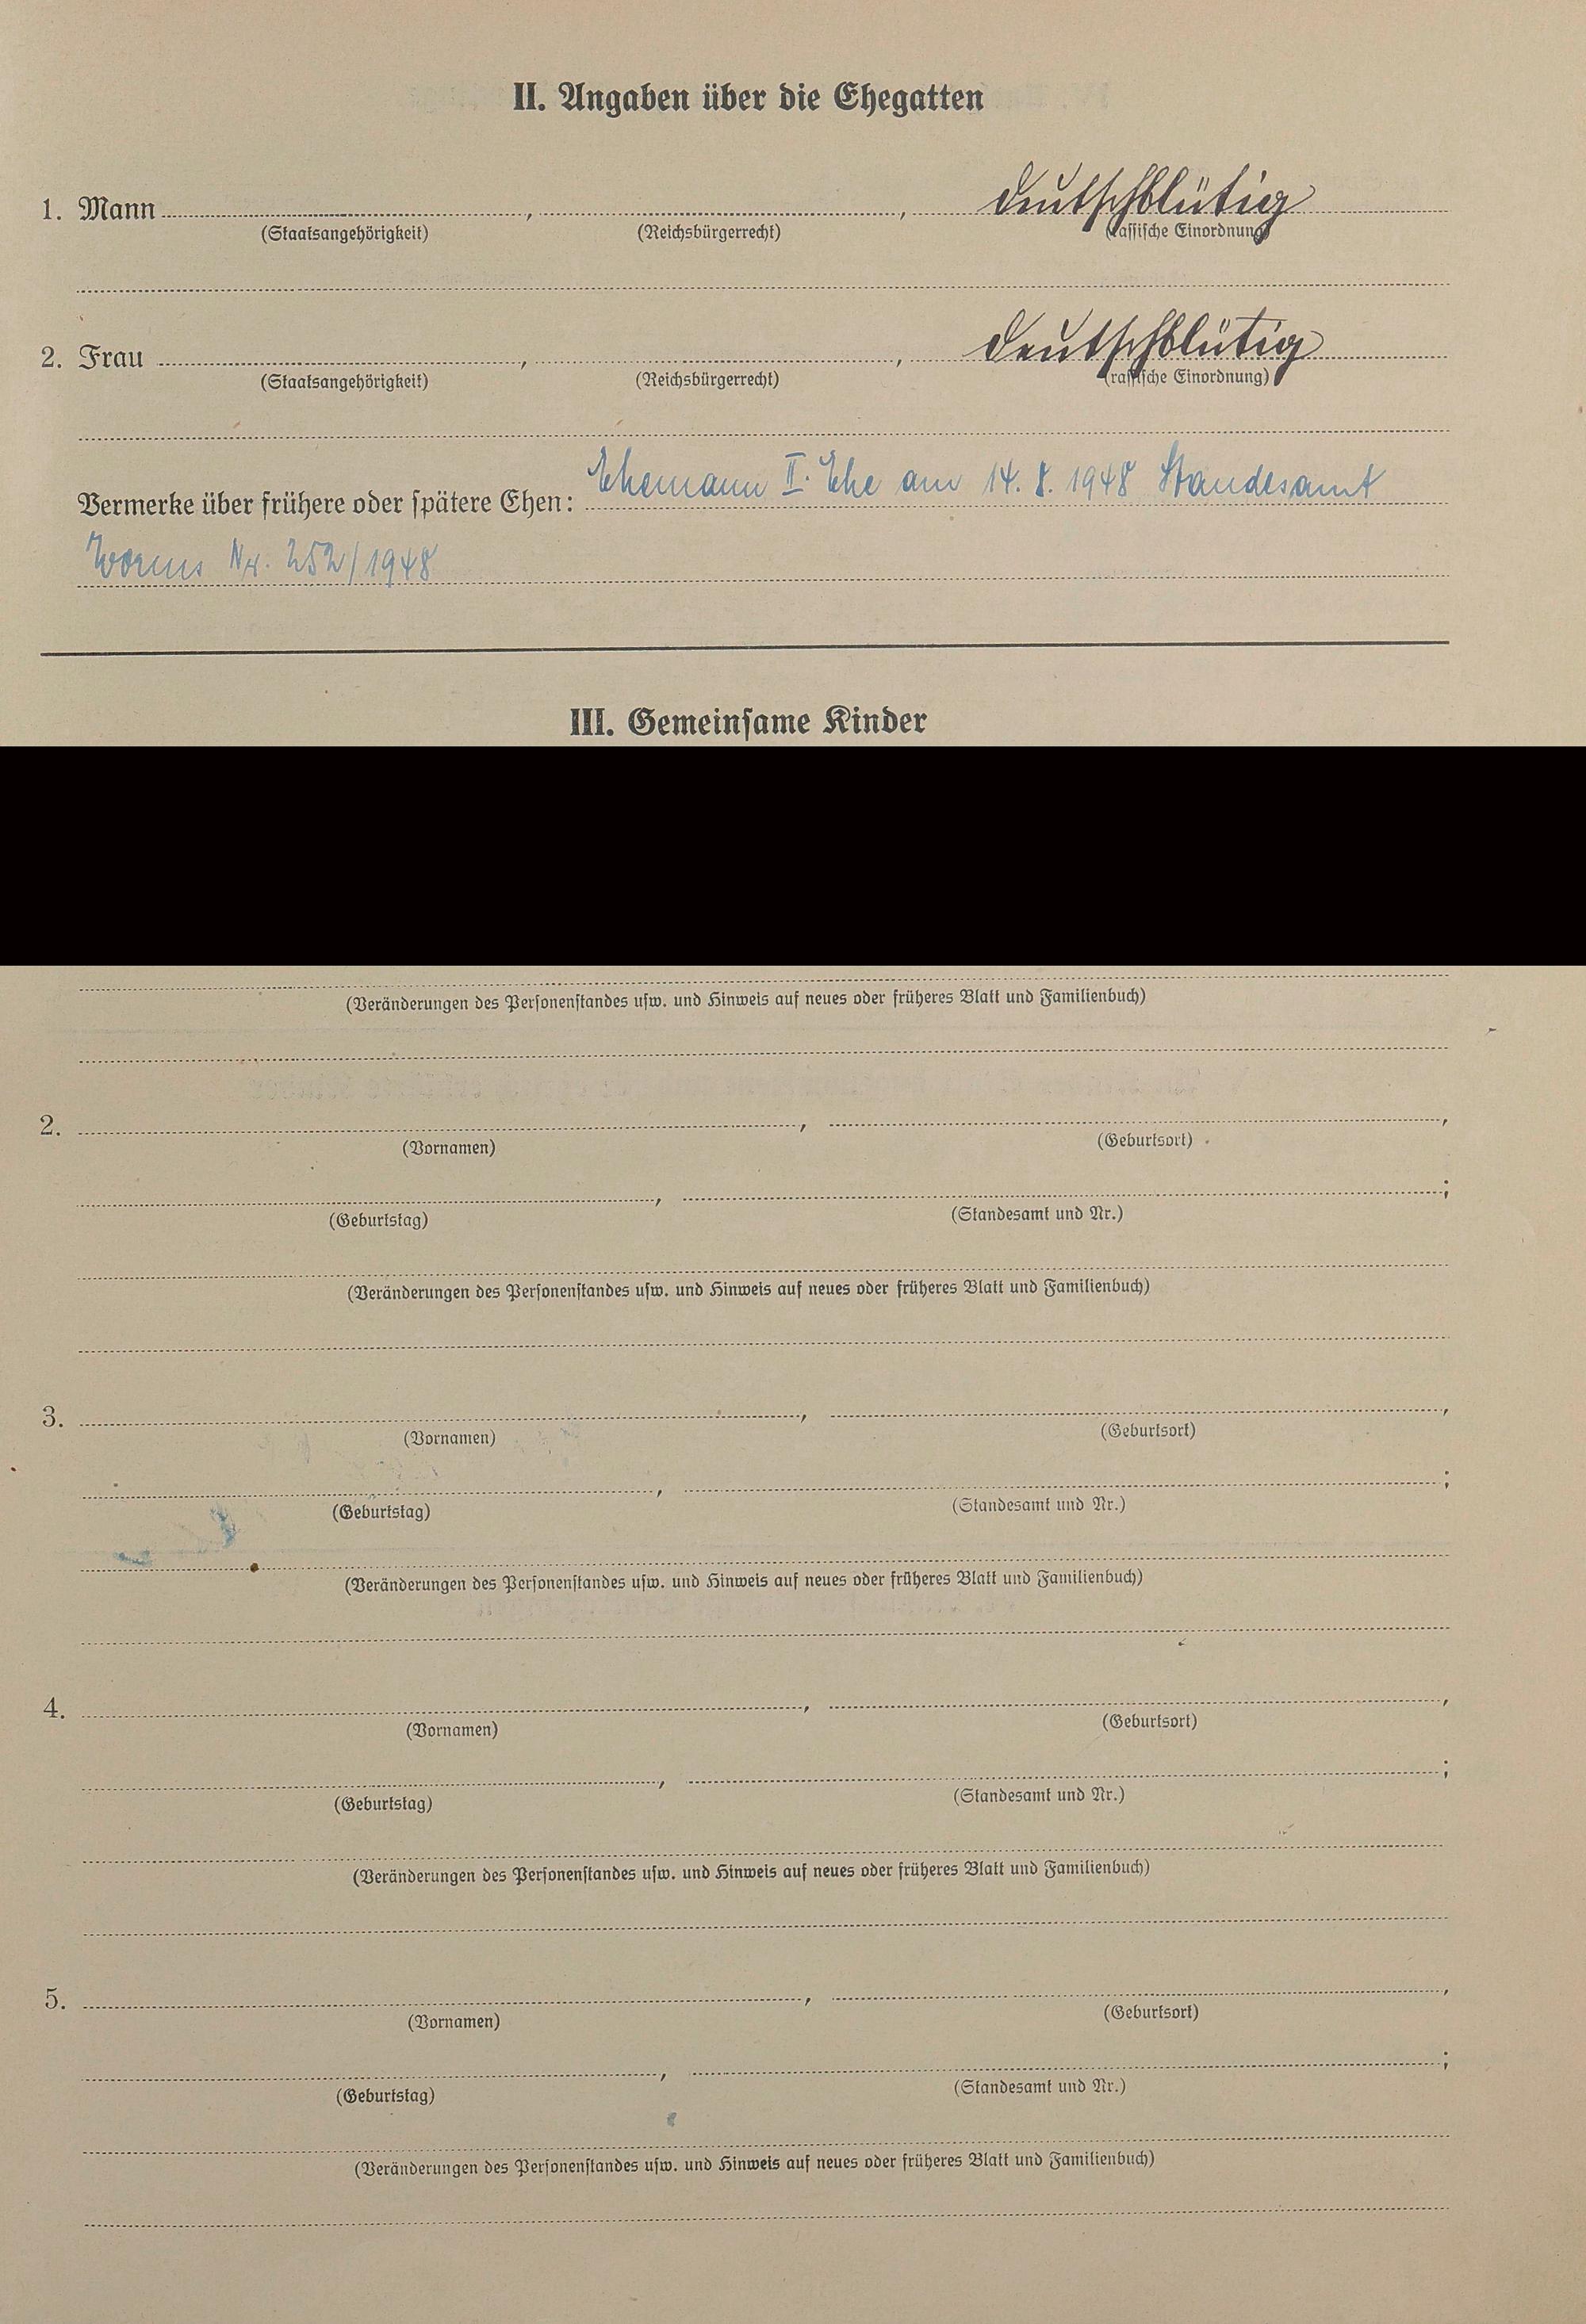 II. Angaben über die Ehegatten
1. Mann , , deutschblütig
(Staatsangehörigkeit) (Reichsbürgerrecht) (rassische Einordnung)
2. Frau , , deutschblütig
(Staatsangehörigkeit) (Reichsbürgerrecht) (rassische Einordnung)
Vermerke über frühere oder spätere Ehen: Ehemann II. Ehe am 14. 8. 1948 Standesamt
Worms Nr. 252/1948
III. Gemeinsame Kinder
(Veränderungen des Personenstandes usw. und Hinweis auf neues oder früheres Blatt und Familienbuch)
2. , ,
(Vornamen) (Geburtsort)
, ;
(Geburtstag) (Standesamt und Nr.)
(Veränderungen des Personenstandes usw. und Hinweis auf neues oder früheres Blatt und Familienbuch)
3. , ,
(Vornamen) (Geburtsort)
, ;
(Geburtstag) (Standesamt und Nr.)
(Veränderungen des Personenstandes usw. und Hinweis auf neues oder früheres Blatt und Familienbuch)
4. , ,
(Vornamen) (Geburtsort)
, ;
(Geburtstag) (Standesamt und Nr.)
(Veränderungen des Personenstandes usw. und Hinweis auf neues oder früheres Blatt und Familienbuch)
5. , ,
(Vornamen) (Geburtsort)
, ;
(Geburtstag) (Standesamt und Nr.)
(Veränderungen des Personenstandes usw. und Hinweis auf neues oder früheres Blatt und Familienbuch)